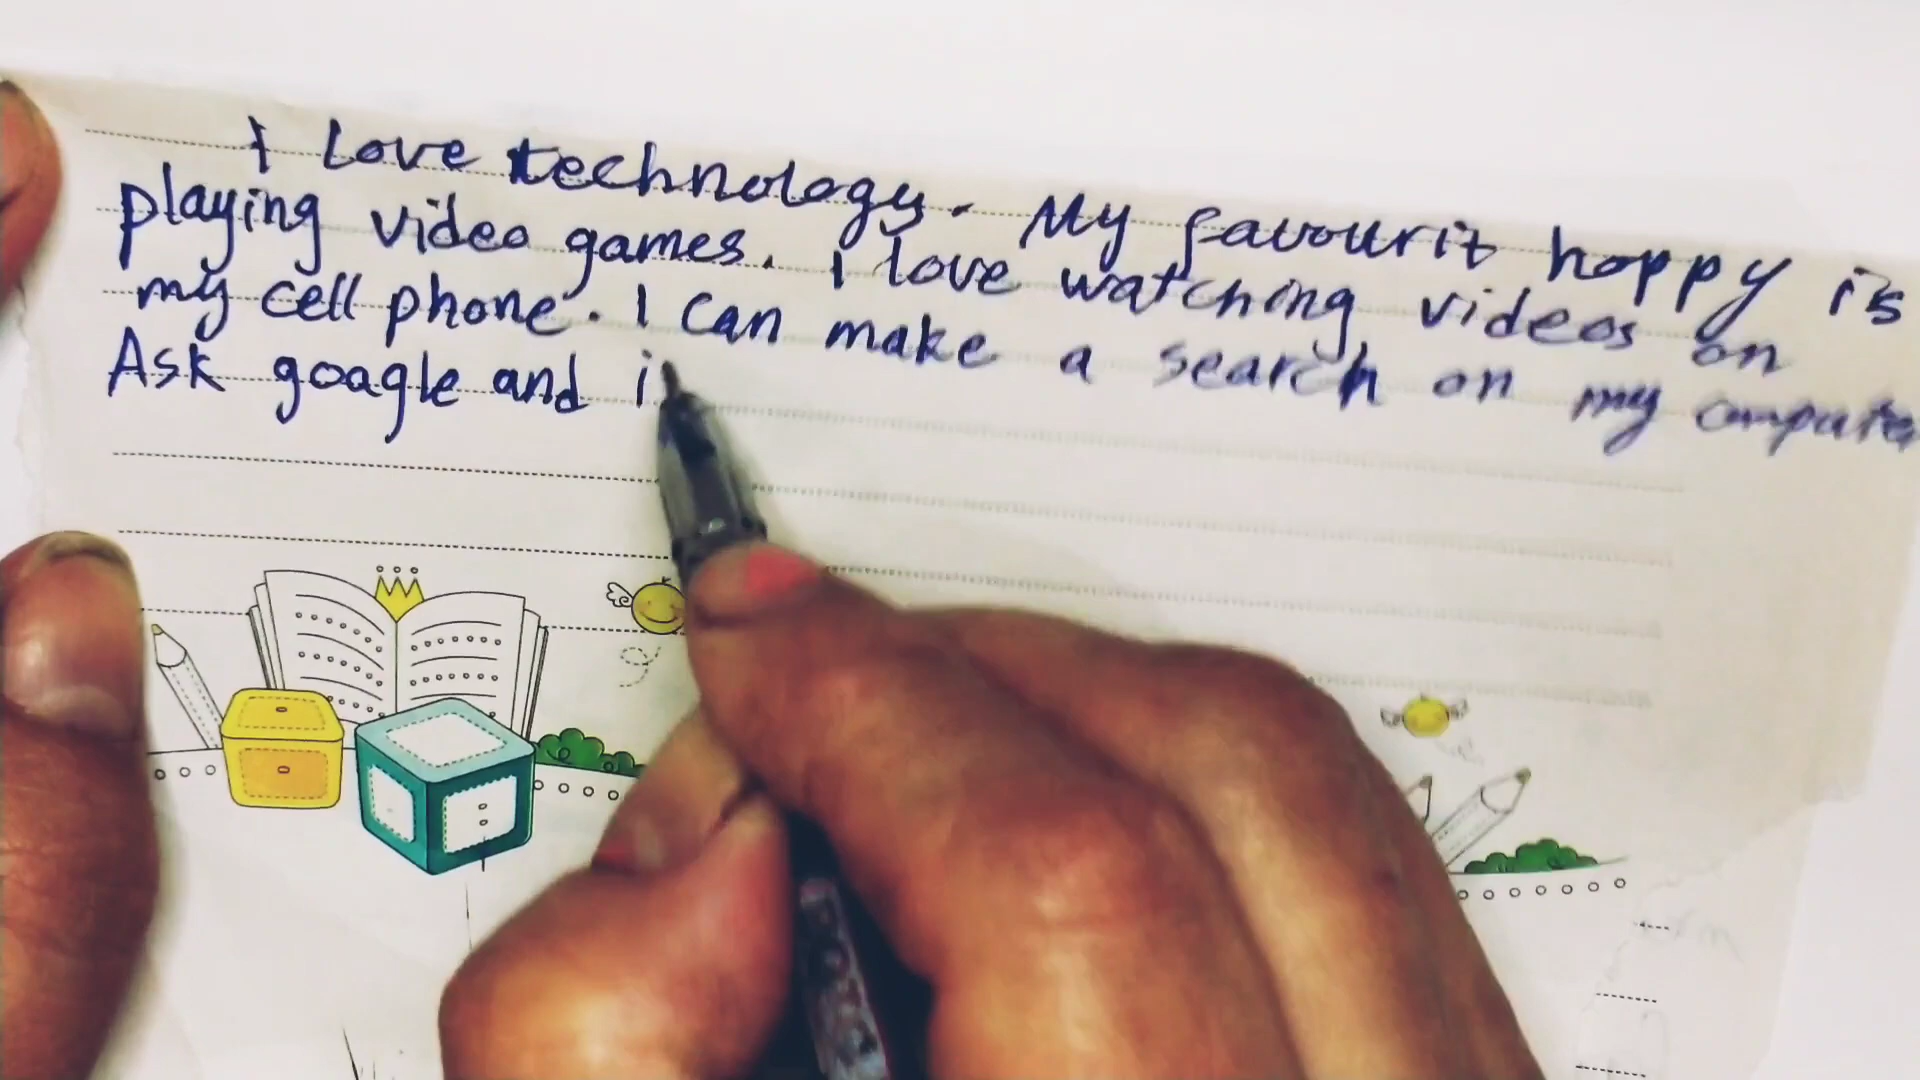 I Love technology. My favourit hoppy is
playing video games. I love watching videos on
my cell phone. I can make a search on my computer
Ask goagle and i